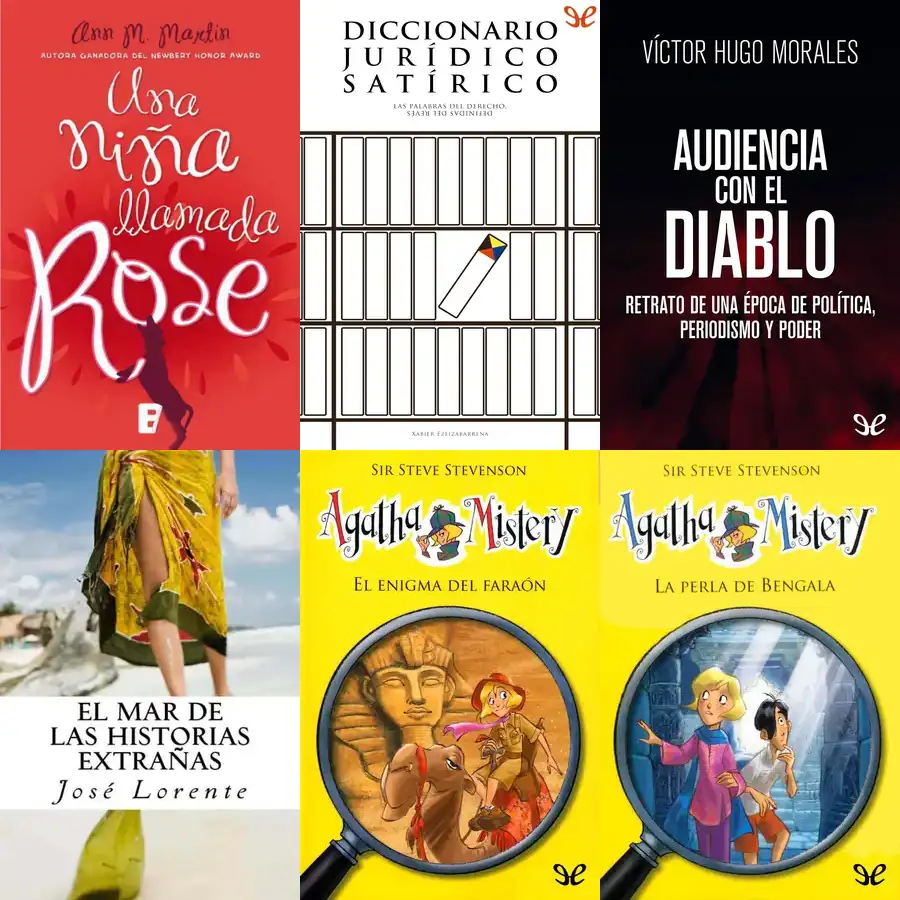 Ann M. Martin
AUTORA GANADORA DEL NEWBERY HONOR AWARD
Una
niña
llamada
Rose
B
DICCIONARIO
JURÍDICO
SATÍRICO
LAS PALABRAS DEL DERECHO,
DEFINIDAS DEL REVÉS
XABIER EZEIZABARRENA
VÍCTOR HUGO MORALES
AUDIENCIA
CON EL
DIABLO
RETRATO DE UNA ÉPOCA DE POLÍTICA,
PERIODISMO Y PODER
EL MAR DE
LAS HISTORIAS
EXTRAÑAS
José Lorente
SIR STEVE STEVENSON
Agatha Mistery
EL ENIGMA DEL FARAÓN
SIR STEVE STEVENSON
Agatha Mistery
LA PERLA DE BENGALA